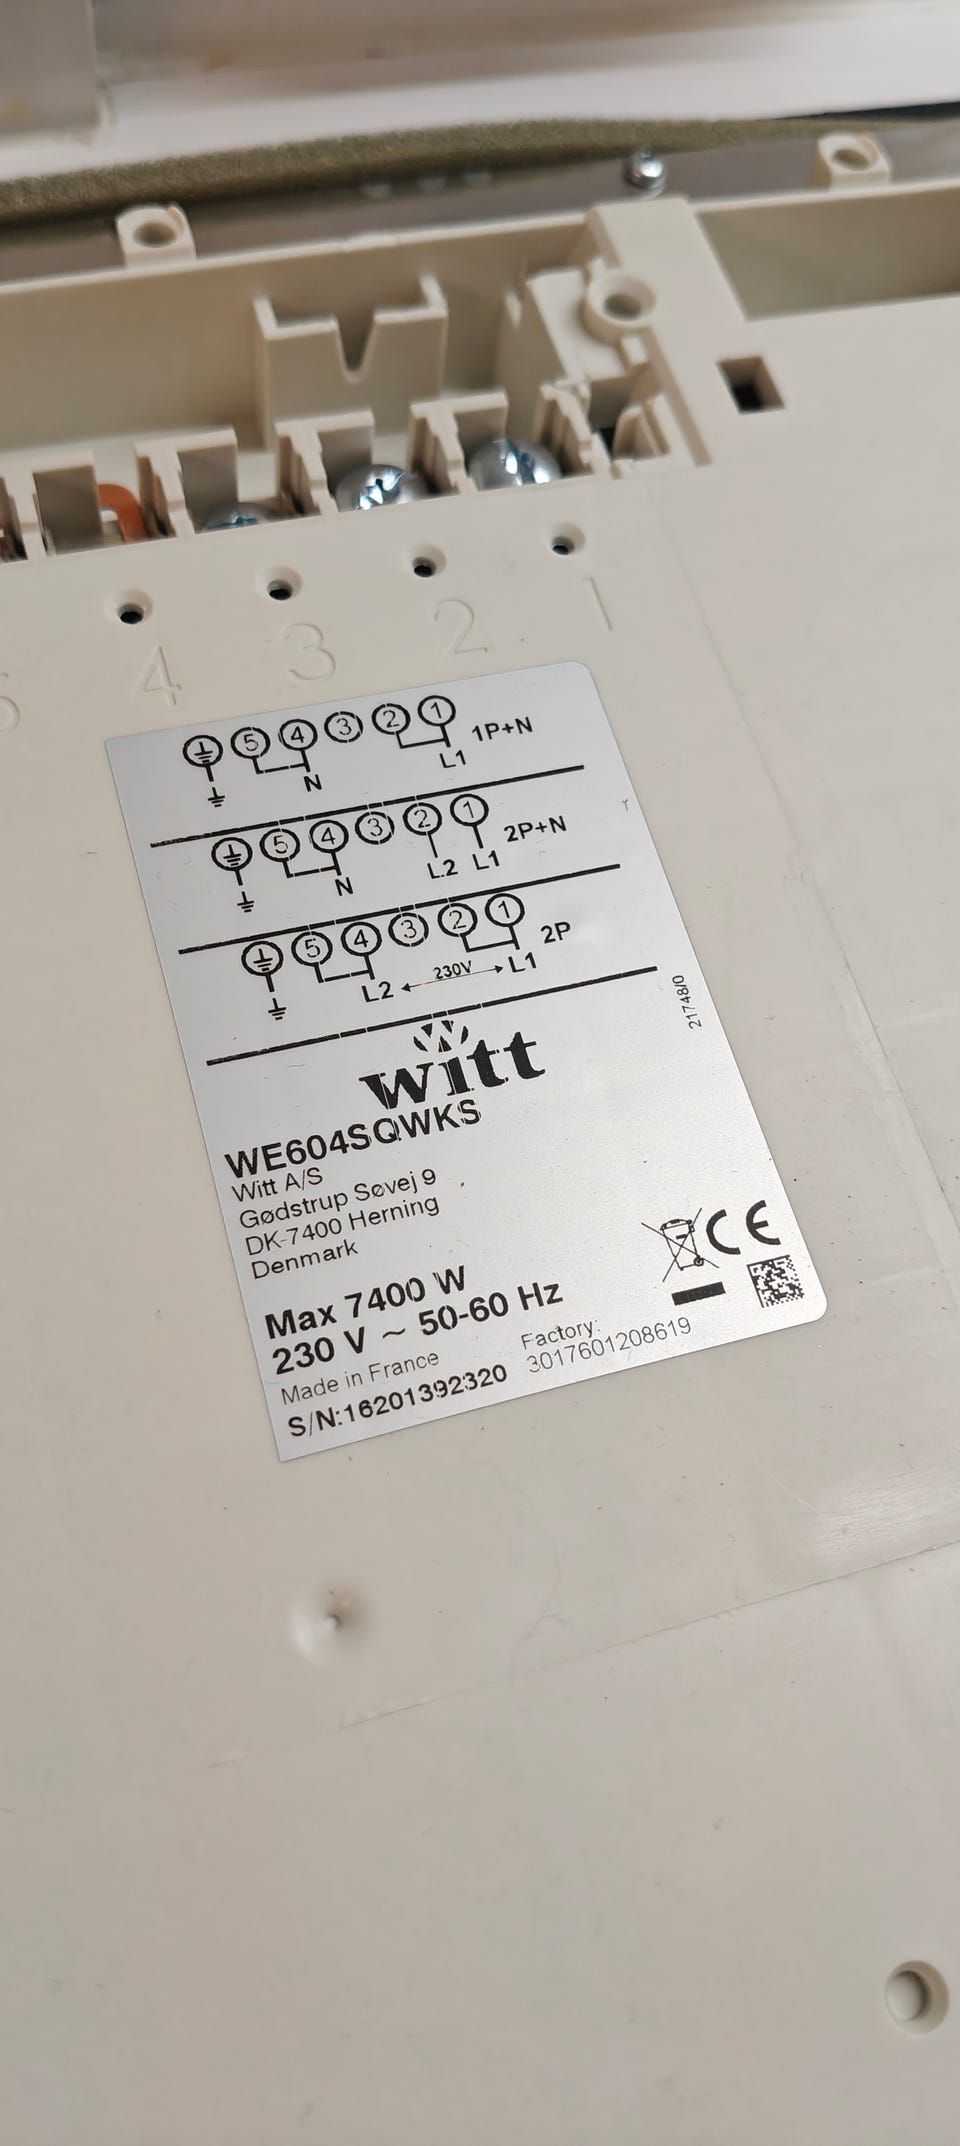 4 3 2 1
5 4 3 2 1 1P+N
N L1
5 4 3 2 1 2P+N
N L2 L1
5 4 3 2 1 2P
L2 230V L1
21748/0
witt
WE604SQWKS
Witt A/S
Gødstrup Søvej 9
DK-7400 Herning
Denmark
CE
Max 7400 W
230 V ~ 50-60 Hz
Made in France
Factory:
3017601208619
S/N:16201392320